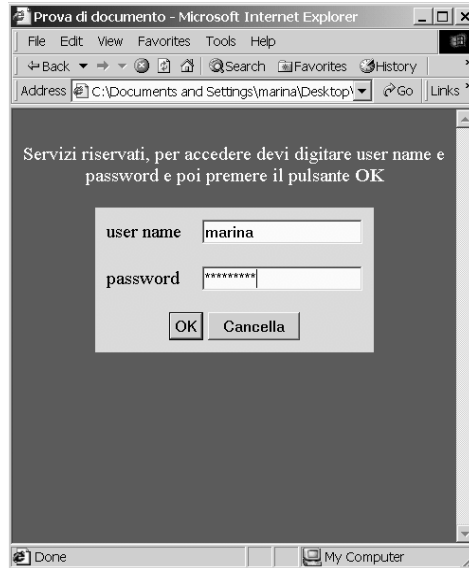 Prova di documento - Microsoft Internet Explorer
File Edit View Favorites Tools Help
Back Search Favorites History
Address C:\Documents and Settings\marina\Desktop\ Go Links
Servizi riservati, per accedere devi digitare user name e
password e poi premere il pulsante OK
user name marina
password *********
OK Cancella
Done My Computer